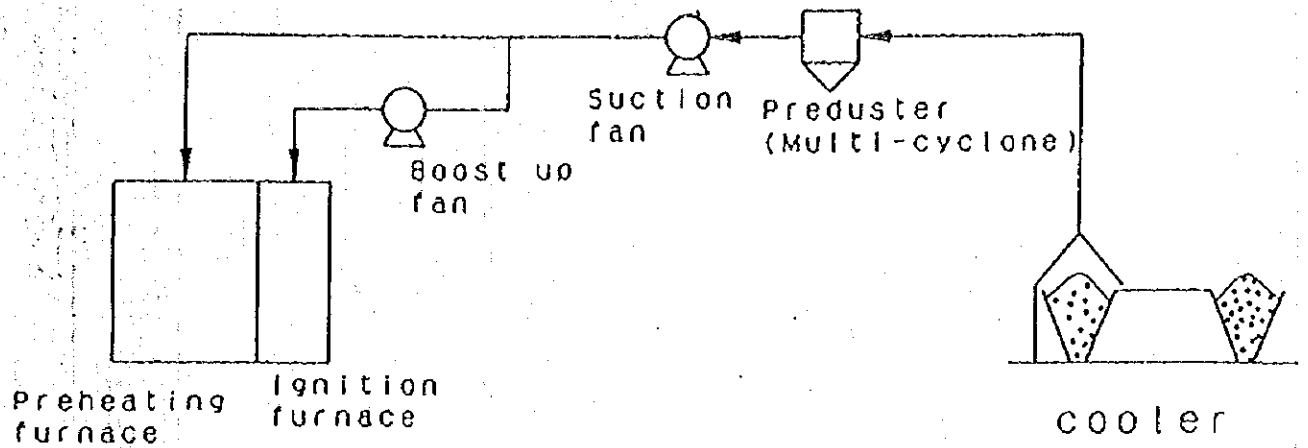 Suction
fan
Preduster
(Multi-cyclone)
Boost up
fan
Preheating
furnace
Ignition
furnace
cooler